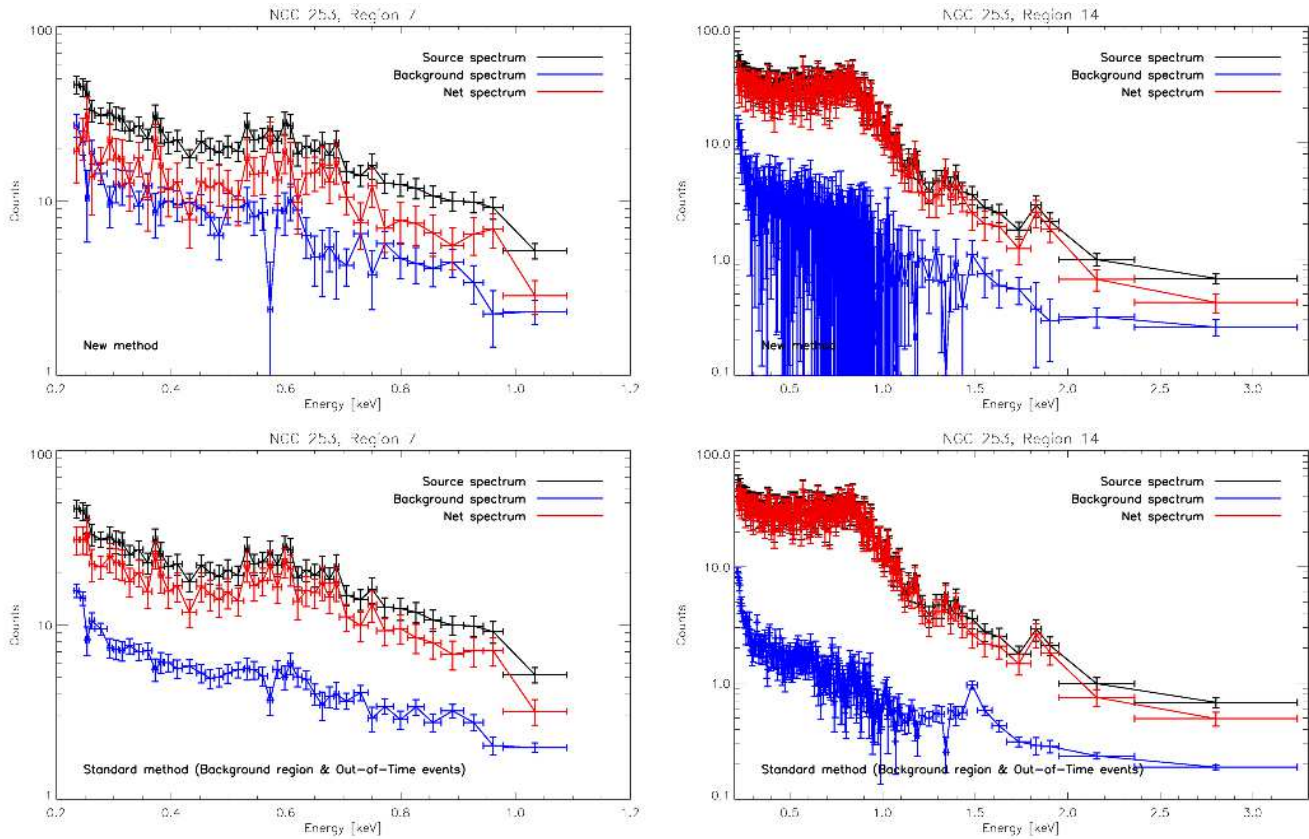 NGC 253, Region 7
100
10
1
Counts
Source spectrum
Background spectrum
Net spectrum
New method
0.2 0.4 0.6 0.8 1.0 1.2
Energy [keV]
NGC 253, Region 14
100.0
10.0
1.0
0.1
Counts
Source spectrum
Background spectrum
Net spectrum
New method
0.5 1.0 1.5 2.0 2.5 3.0
Energy [keV]
NGC 253, Region 7
100
10
1
Counts
Source spectrum
Background spectrum
Net spectrum
Standard method (Background region & Out-of-Time events)
0.2 0.4 0.6 0.8 1.0 1.2
Energy [keV]
NGC 253, Region 14
100.0
10.0
1.0
0.1
Counts
Source spectrum
Background spectrum
Net spectrum
Standard method (Background region & Out-of-Time events)
0.5 1.0 1.5 2.0 2.5 3.0
Energy [keV]